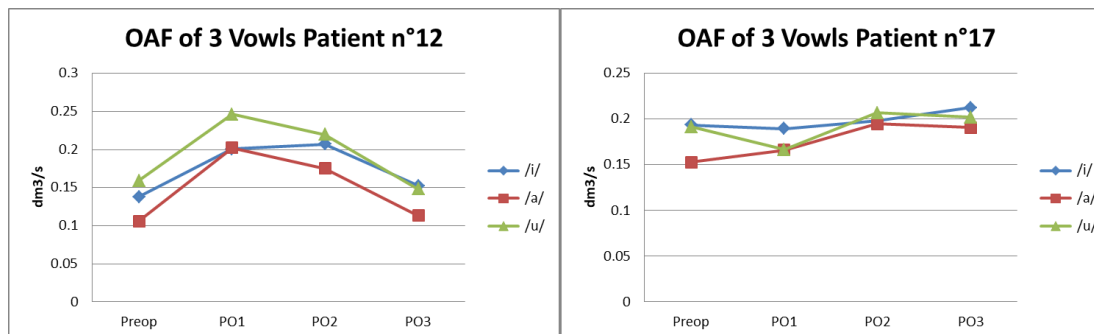 OAF of 3 Vowls Patient n°12
0.3
0.25
0.2
0.15
0.1
0.05
0
dm3/s
Preop PO1 PO2 PO3
/i/
/a/
/u/
OAF of 3 Vowls Patient n°17
0.25
0.2
0.15
0.1
0.05
0
dm3/s
Preop PO1 PO2 PO3
/i/
/a/
/u/